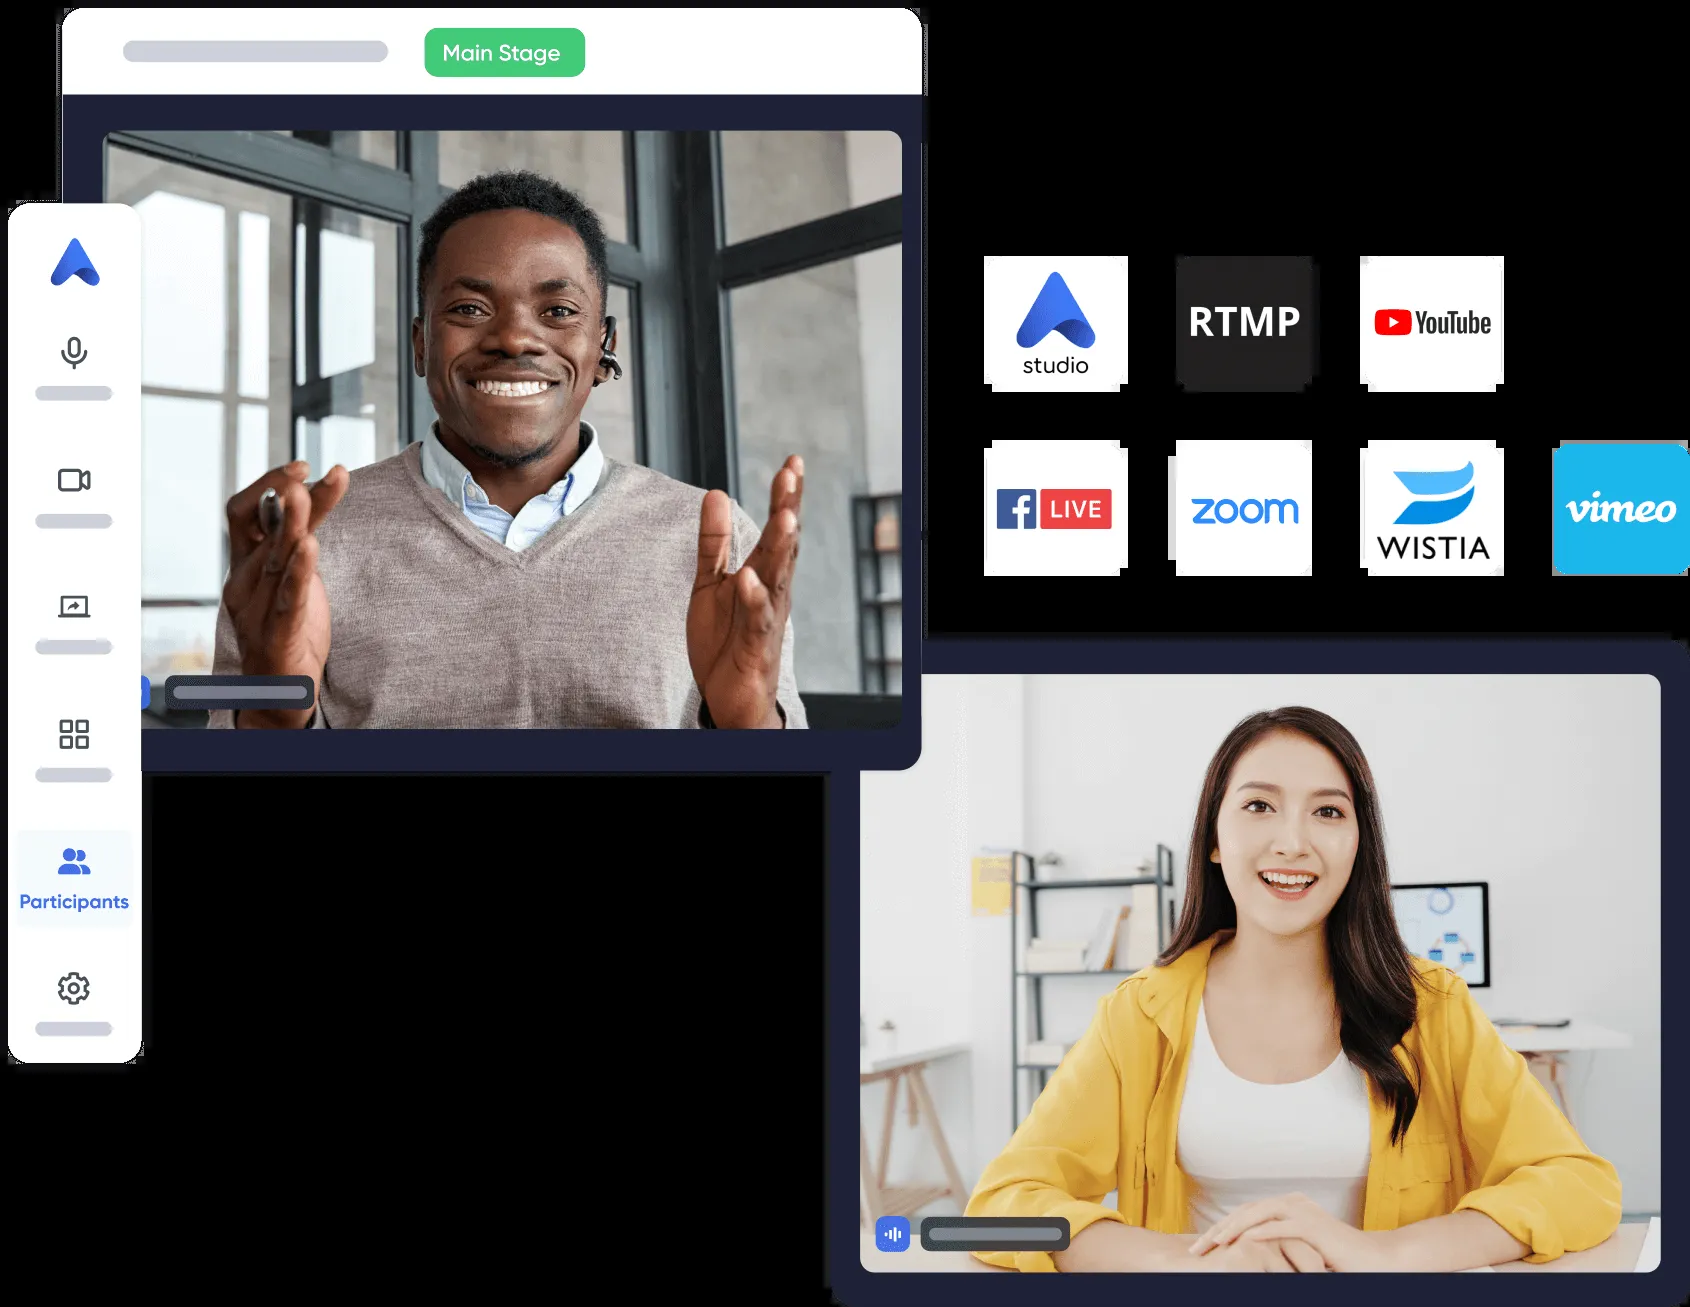 Main Stage
studio
RTMP
YouTube
f LIVE
zoom
WISTIA
vimeo
Participants